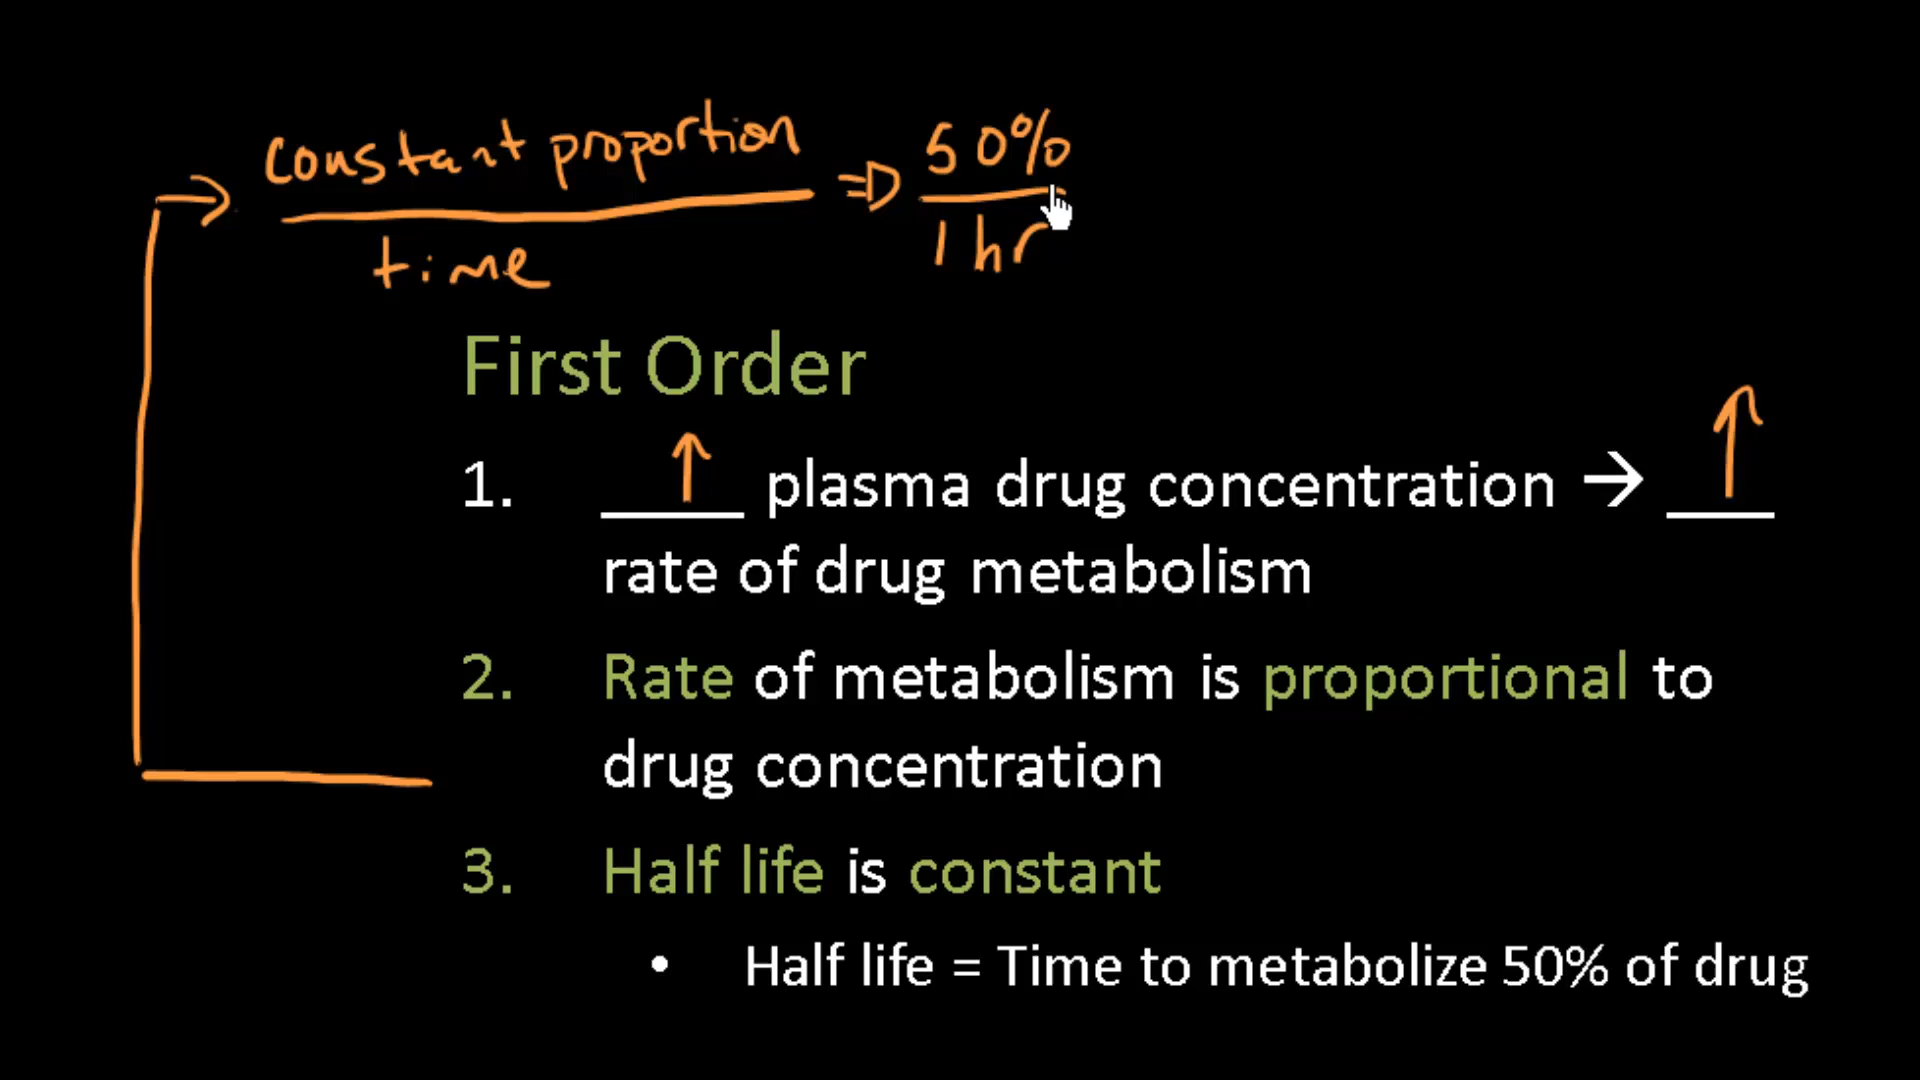 constant proportion ⇒ 50%
time 1 hr
First Order
1. ___↑ plasma drug concentration → ↑___
rate of drug metabolism
2. Rate of metabolism is proportional to
drug concentration
3. Half life is constant
• Half life = Time to metabolize 50% of drug